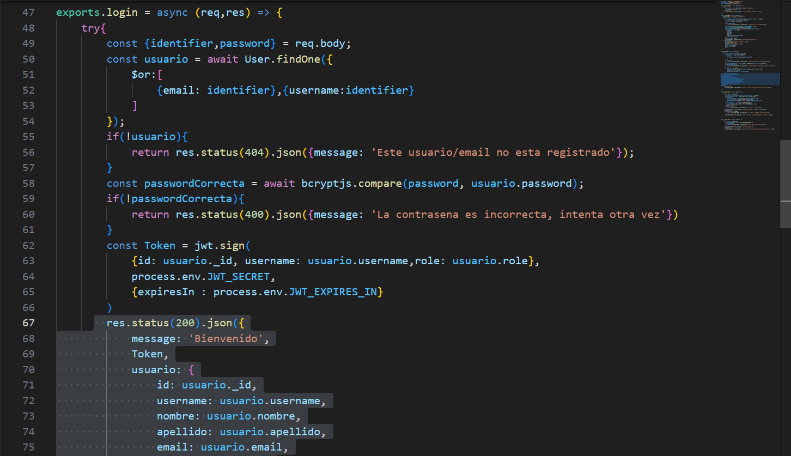 47 exports.login = async (req,res) => {
48 try{
49 const {identifier,password} = req.body;
50 const usuario = await User.findOne({
51 $or:[
52 {email: identifier},{username:identifier}
53 ]
54 });
55 if(!usuario){
56 return res.status(404).json({message: 'Este usuario/email no esta registrado'});
57 }
58 const passwordCorrecta = await bcryptjs.compare(password, usuario.password);
59 if(!passwordCorrecta){
60 return res.status(400).json({message: 'La contrasena es incorrecta, intenta otra vez'})
61 }
62 const Token = jwt.sign(
63 {id: usuario._id, username: usuario.username,role: usuario.role},
64 process.env.JWT_SECRET,
65 {expiresIn : process.env.JWT_EXPIRES_IN}
66 )
67 res.status(200).json({
68 message: 'Bienvenido',
69 Token,
70 usuario: {
71 id: usuario._id,
72 username: usuario.username,
73 nombre: usuario.nombre,
74 apellido: usuario.apellido,
75 email: usuario.email,